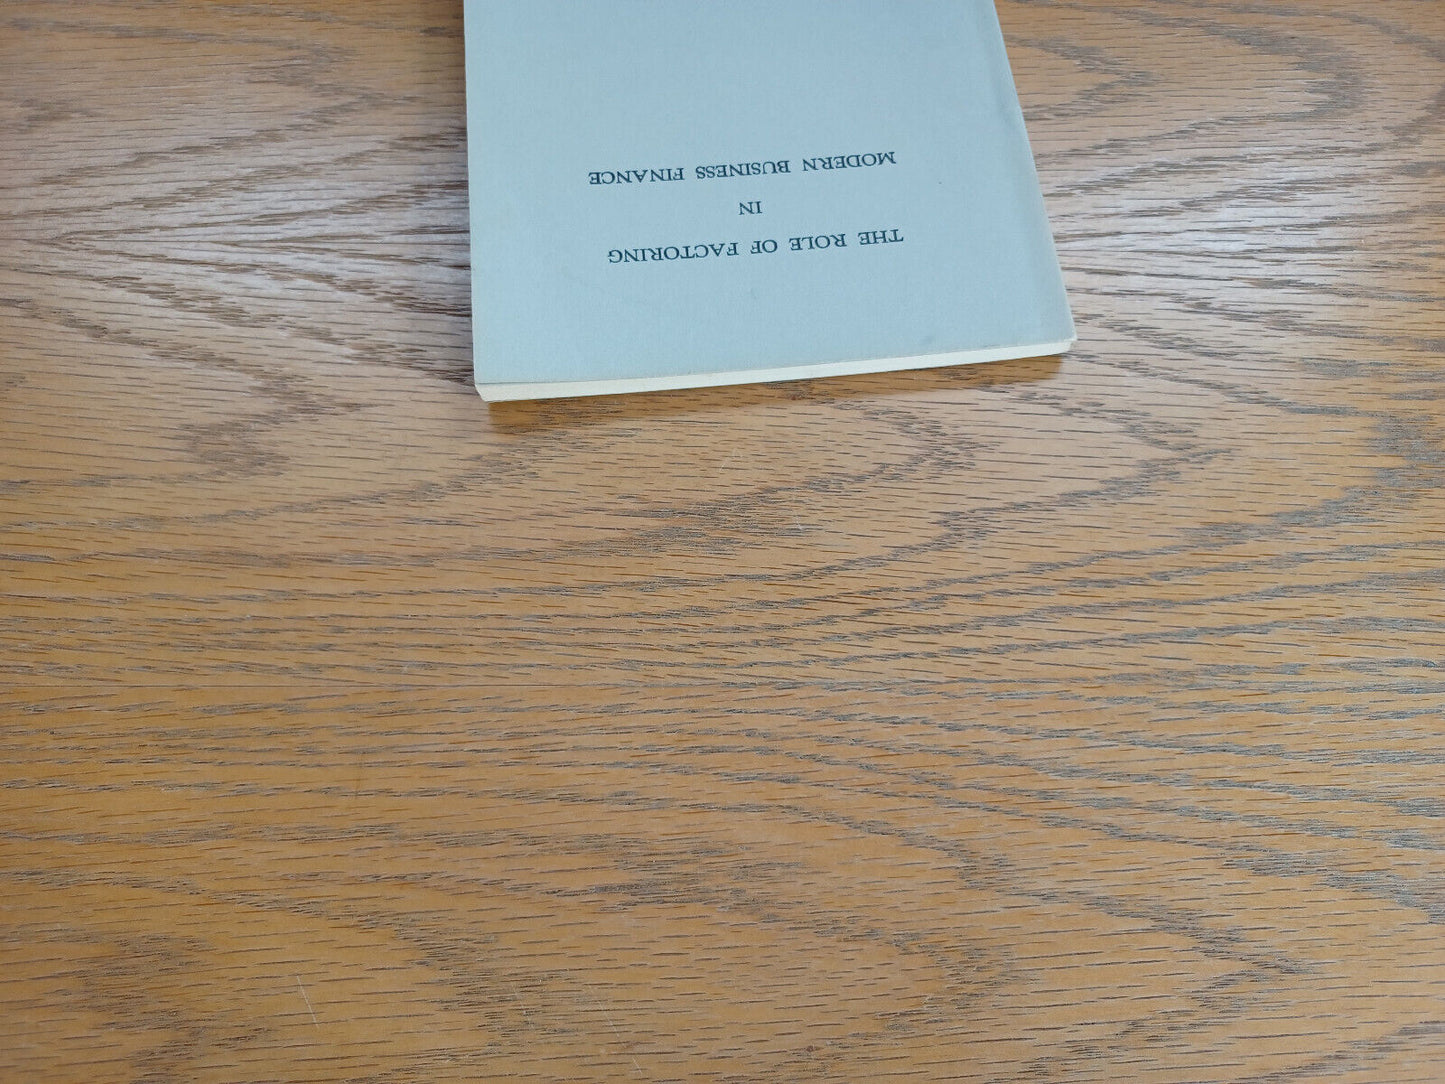 THE ROLE OF FACTORING
IN
MODERN BUSINESS FINANCE